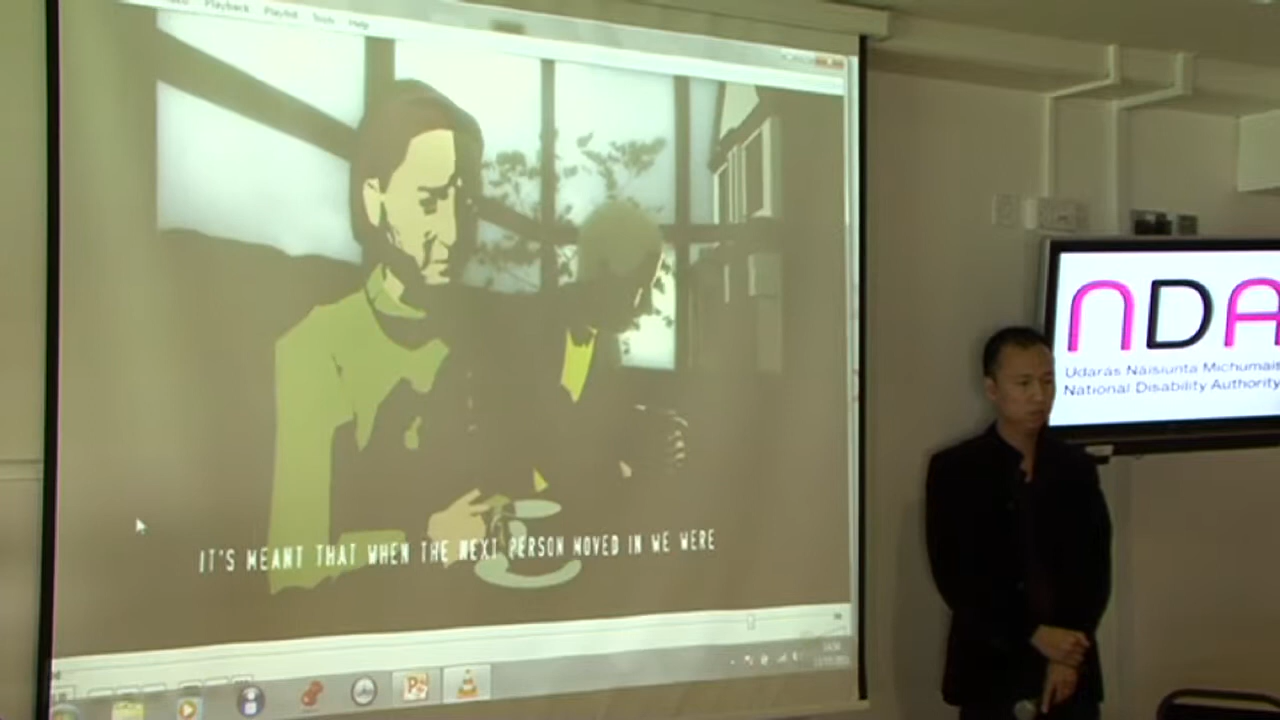 Playback Playlist Tools Help
IT'S MEANT THAT WHEN THE NEXT PERSON MOVED IN WE WERE
NDA
Údarás Náisiúnta Míchumais
National Disability Authority